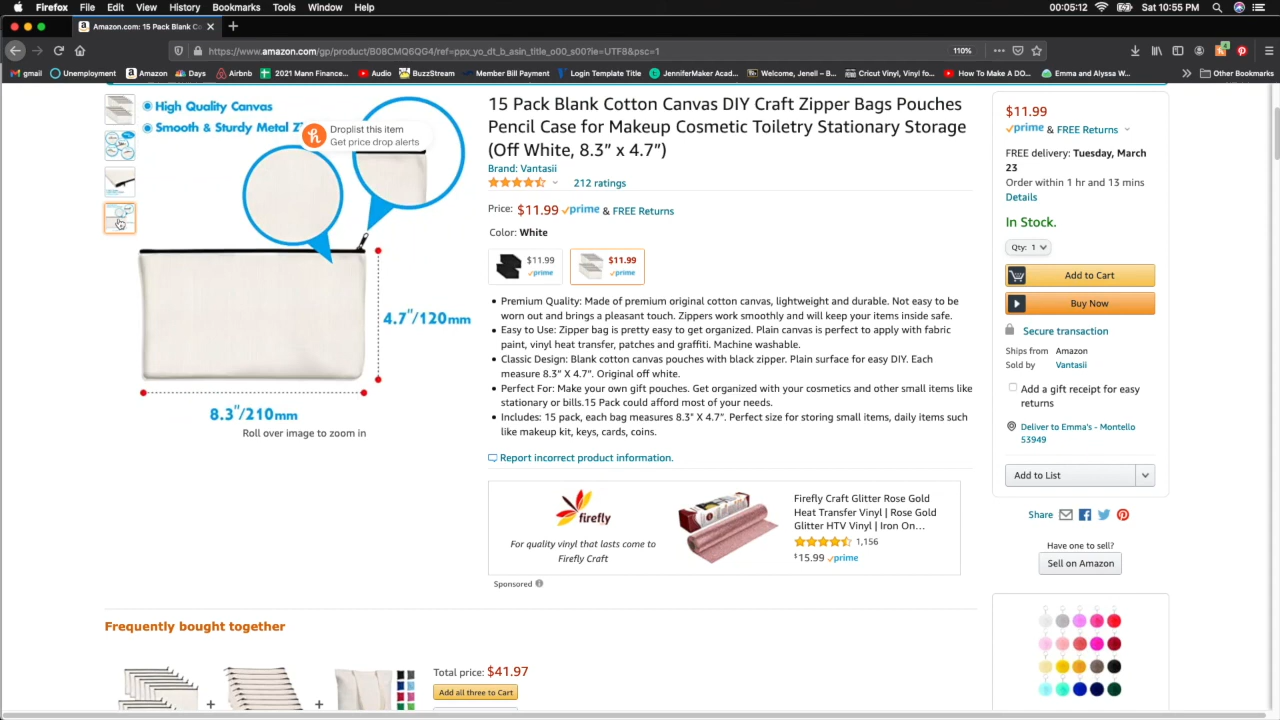 Firefox File Edit View History Bookmarks Tools Window Help 00:05:12 Sat 10:55 PM
Amazon.com: 15 Pack Blank Co
https://www.amazon.com/gp/product/B08CMQ6QG4/ref=ppx_yo_dt_b_asin_title_o00_s00?ie=UTF8&psc=1 110%
gmail Unemployment Amazon Days Airbnb 2021 Mann Financ... Audio BuzzStream Member Bill Payment Login Template Title JenniferMaker Acad... Welcome, Jenell – B... Cricut Vinyl, Vinyl fo... How To Make A DO... Emma and Alyssa W... Other Bookmarks
High Quality Canvas
Smooth & Sturdy Metal Z
Droplist this item
Get price drop alerts
4.7"/120mm
8.3"/210mm
Roll over image to zoom in
15 Pack Blank Cotton Canvas DIY Craft Zipper Bags Pouches
Pencil Case for Makeup Cosmetic Toiletry Stationary Storage
(Off White, 8.3” x 4.7”)
Brand: Vantasii
212 ratings
Price: $11.99 prime & FREE Returns
Color: White
$11.99
prime
$11.99
prime
• Premium Quality: Made of premium original cotton canvas, lightweight and durable. Not easy to
be worn out and brings a pleasant touch. Zippers work smoothly and will keep your items inside safe.
• Easy to Use: Zipper bag is pretty easy to get organized. Plain canvas is perfect to apply with fabric
paint, vinyl heat transfer, patches and graffiti. Machine washable.
• Classic Design: Blank cotton canvas pouches with black zipper. Plain surface for easy DIY. Each
measure 8.3” X 4.7”. Original off white.
• Perfect For: Make your own gift pouches. Get organized with your cosmetics and other small items like
stationary or bills.15 Pack could afford most of your needs.
• Includes: 15 pack, each bag measures 8.3" X 4.7”. Perfect size for storing small items, daily items such
like makeup kit, keys, cards, coins.
Report incorrect product information.
firefly
For quality vinyl that lasts come to
Firefly Craft
Firefly Craft Glitter Rose Gold
Heat Transfer Vinyl | Rose Gold
Glitter HTV Vinyl | Iron On...
1,156
$15.99 prime
Sponsored
$11.99
prime & FREE Returns
FREE delivery: Tuesday, March
23
Order within 1 hr and 13 mins
Details
In Stock.
Qty: 1
Add to Cart
Buy Now
Secure transaction
Ships from Amazon
Sold by Vantasii
Add a gift receipt for easy
returns
Deliver to Emma's - Montello
53949
Add to List
Share
Have one to sell?
Sell on Amazon
Frequently bought together
+ +
Total price: $41.97
Add all three to Cart